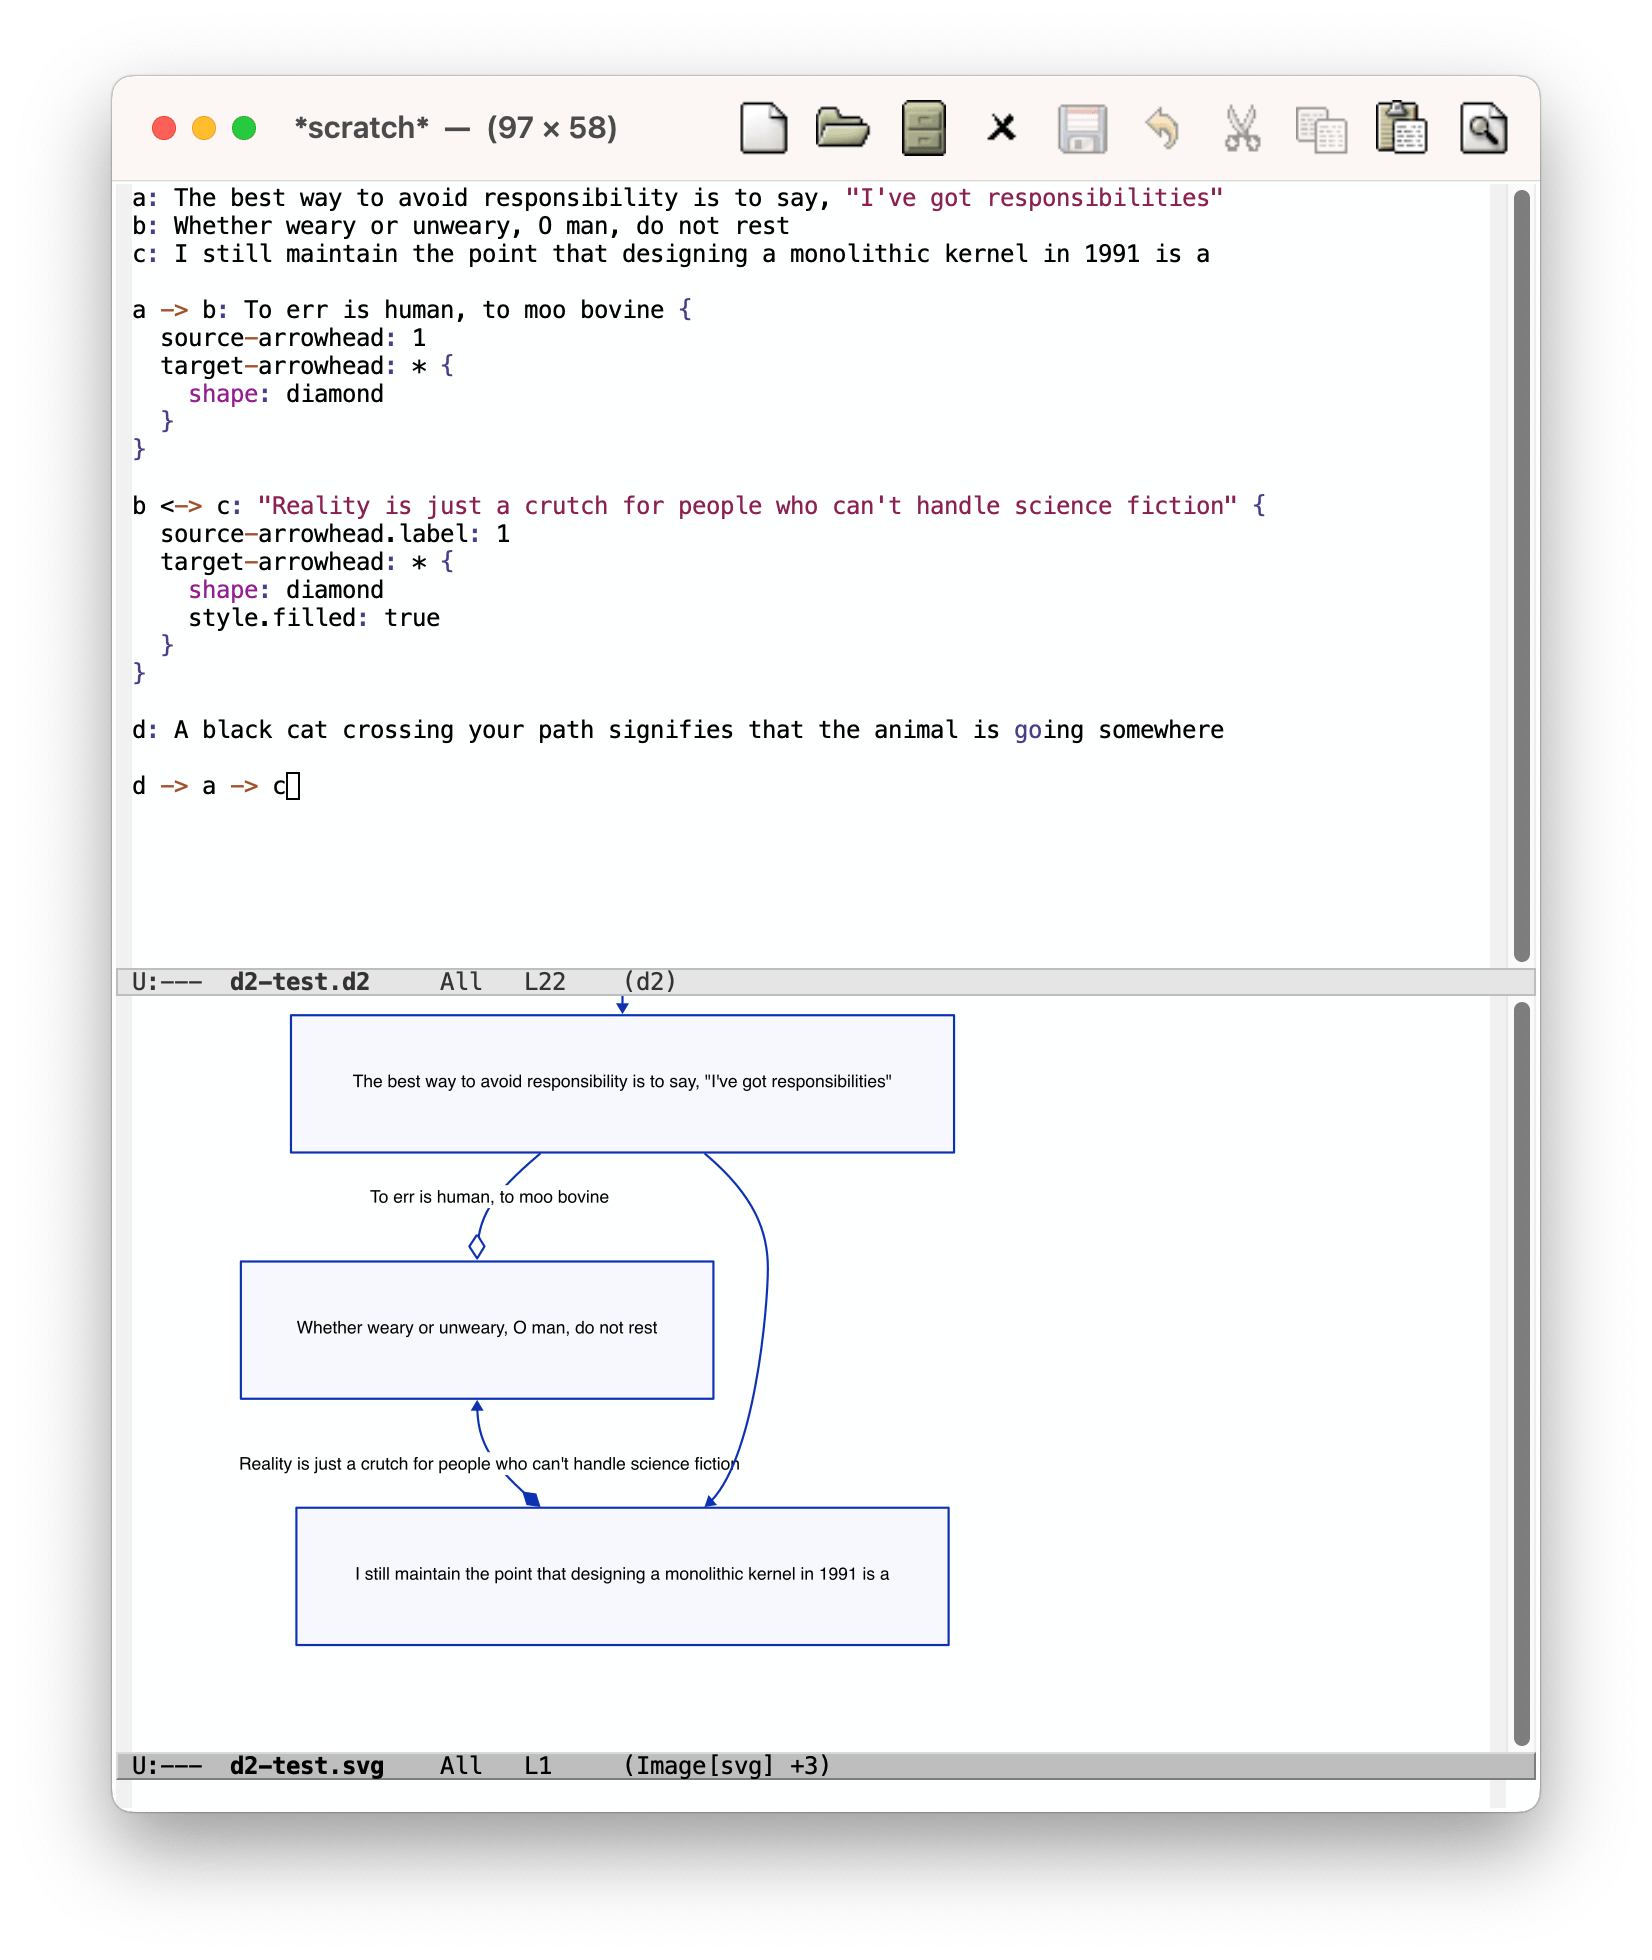 *scratch* — (97 × 58)
a: The best way to avoid responsibility is to say, "I've got responsibilities"
b: Whether weary or unweary, O man, do not rest
c: I still maintain the point that designing a monolithic kernel in 1991 is a
a -> b: To err is human, to moo bovine {
source-arrowhead: 1
target-arrowhead: * {
shape: diamond
}
}
b <-> c: "Reality is just a crutch for people who can't handle science fiction" {
source-arrowhead.label: 1
target-arrowhead: * {
shape: diamond
style.filled: true
}
}
d: A black cat crossing your path signifies that the animal is going somewhere
d -> a -> c
U:--- d2-test.d2 All L22 (d2)
The best way to avoid responsibility is to say, "I've got responsibilities"
To err is human, to moo bovine
Whether weary or unweary, O man, do not rest
Reality is just a crutch for people who can't handle science fiction
I still maintain the point that designing a monolithic kernel in 1991 is a
U:--- d2-test.svg All L1 (Image[svg] +3)